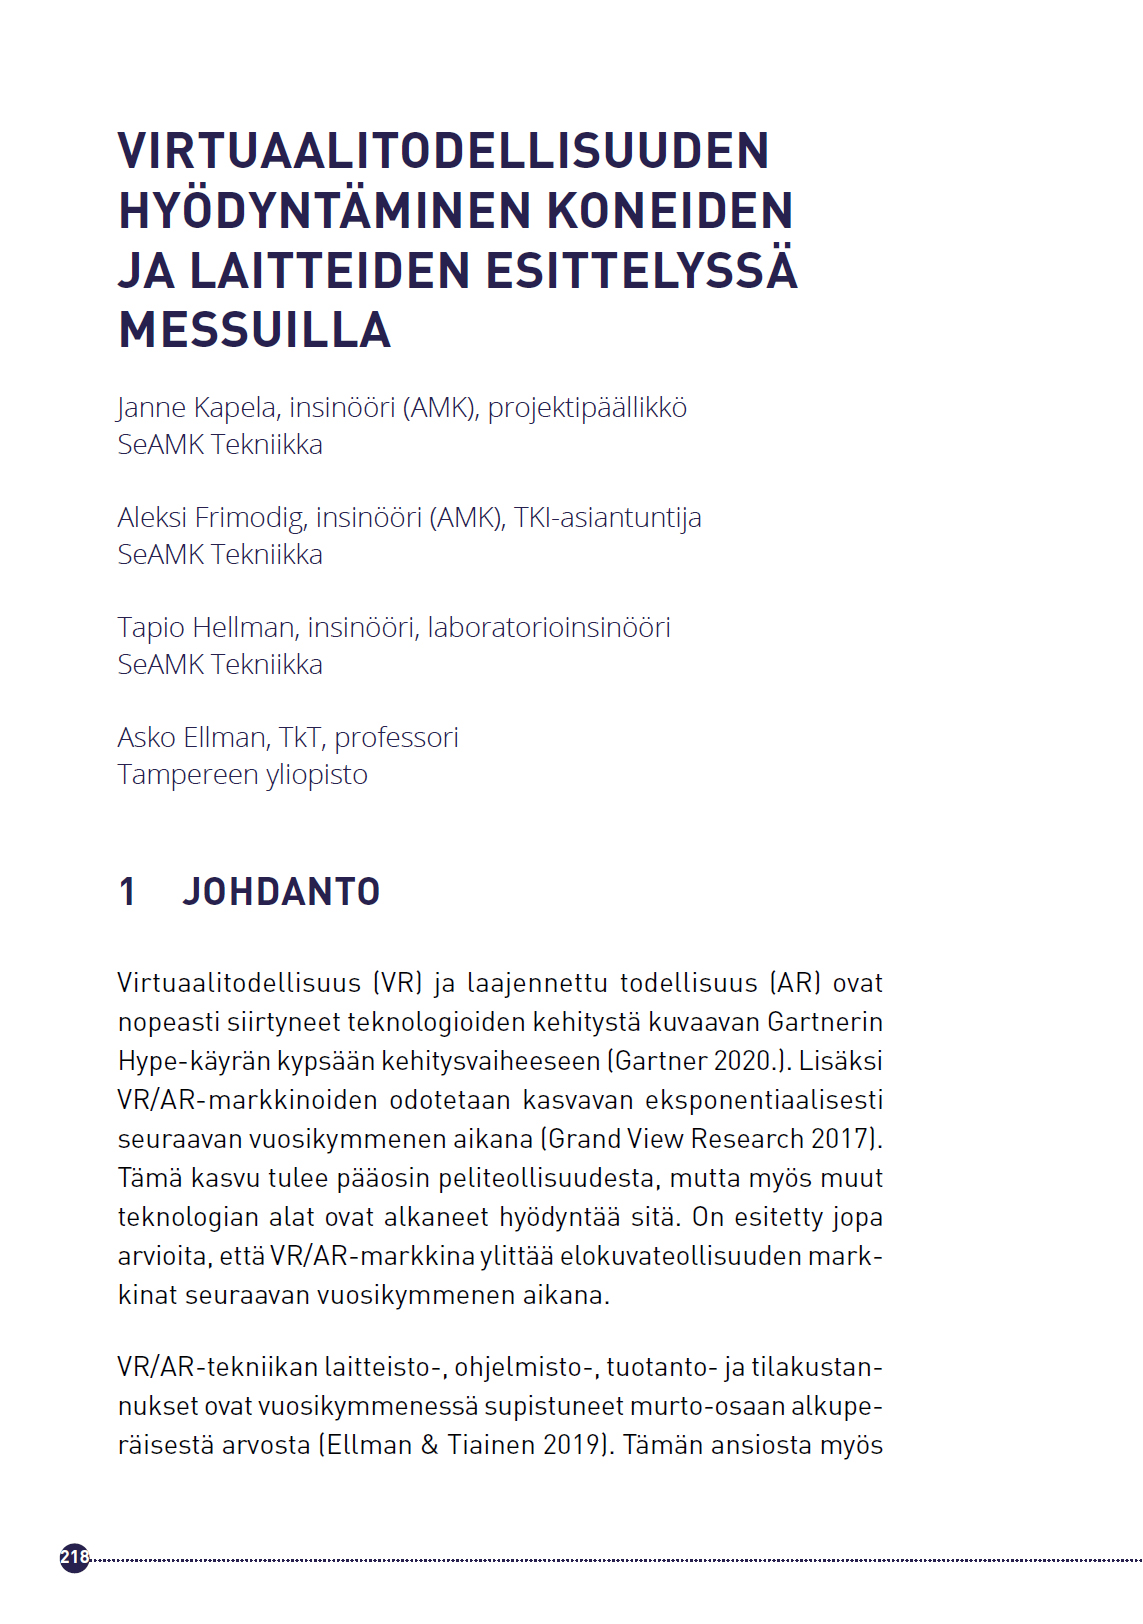 VIRTUAALITODELLISUUDEN
HYÖDYNTÄMINEN KONEIDEN
JA LAITTEIDEN ESITTELYSSÄ
MESSUILLA
Janne Kapela, insinööri (AMK), projektipäällikkö
SeAMK Tekniikka
Aleksi Frimodig, insinööri (AMK), TKI-asiantuntija
SeAMK Tekniikka
Tapio Hellman, insinööri, laboratorioinsinööri
SeAMK Tekniikka
Asko Ellman, TkT, professori
Tampereen yliopisto
1 JOHDANTO
Virtuaalitodellisuus (VR) ja laajennettu todellisuus (AR) ovat
nopeasti siirtyneet teknologioiden kehitystä kuvaavan Gartnerin
Hype-käyrän kypsään kehitysvaiheeseen (Gartner 2020.). Lisäksi
VR/AR-markkinoiden odotetaan kasvavan eksponentiaalisesti
seuraavan vuosikymmenen aikana (Grand View Research 2017).
Tämä kasvu tulee pääosin peliteollisuudesta, mutta myös muut
teknologian alat ovat alkaneet hyödyntää sitä. On esitetty jopa
arvioita, että VR/AR-markkina ylittää elokuvateollisuuden mark-
kinat seuraavan vuosikymmenen aikana.
VR/AR-tekniikan laitteisto-, ohjelmisto-, tuotanto- ja tilakustan-
nukset ovat vuosikymmenessä supistuneet murto-osaan alkupe-
räisestä arvosta (Ellman & Tiainen 2019). Tämän ansiosta myös
218